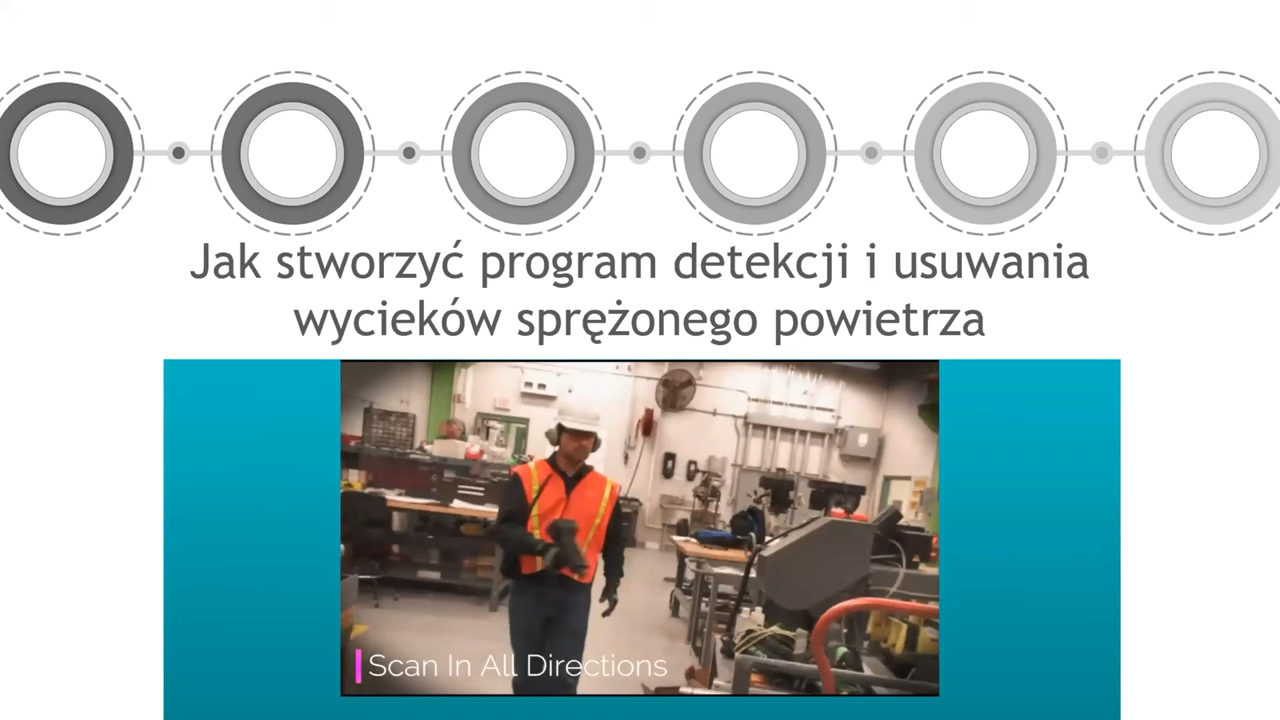 Jak stworzyć program detekcji i usuwania
wycieków sprężonego powietrza
Scan In All Directions